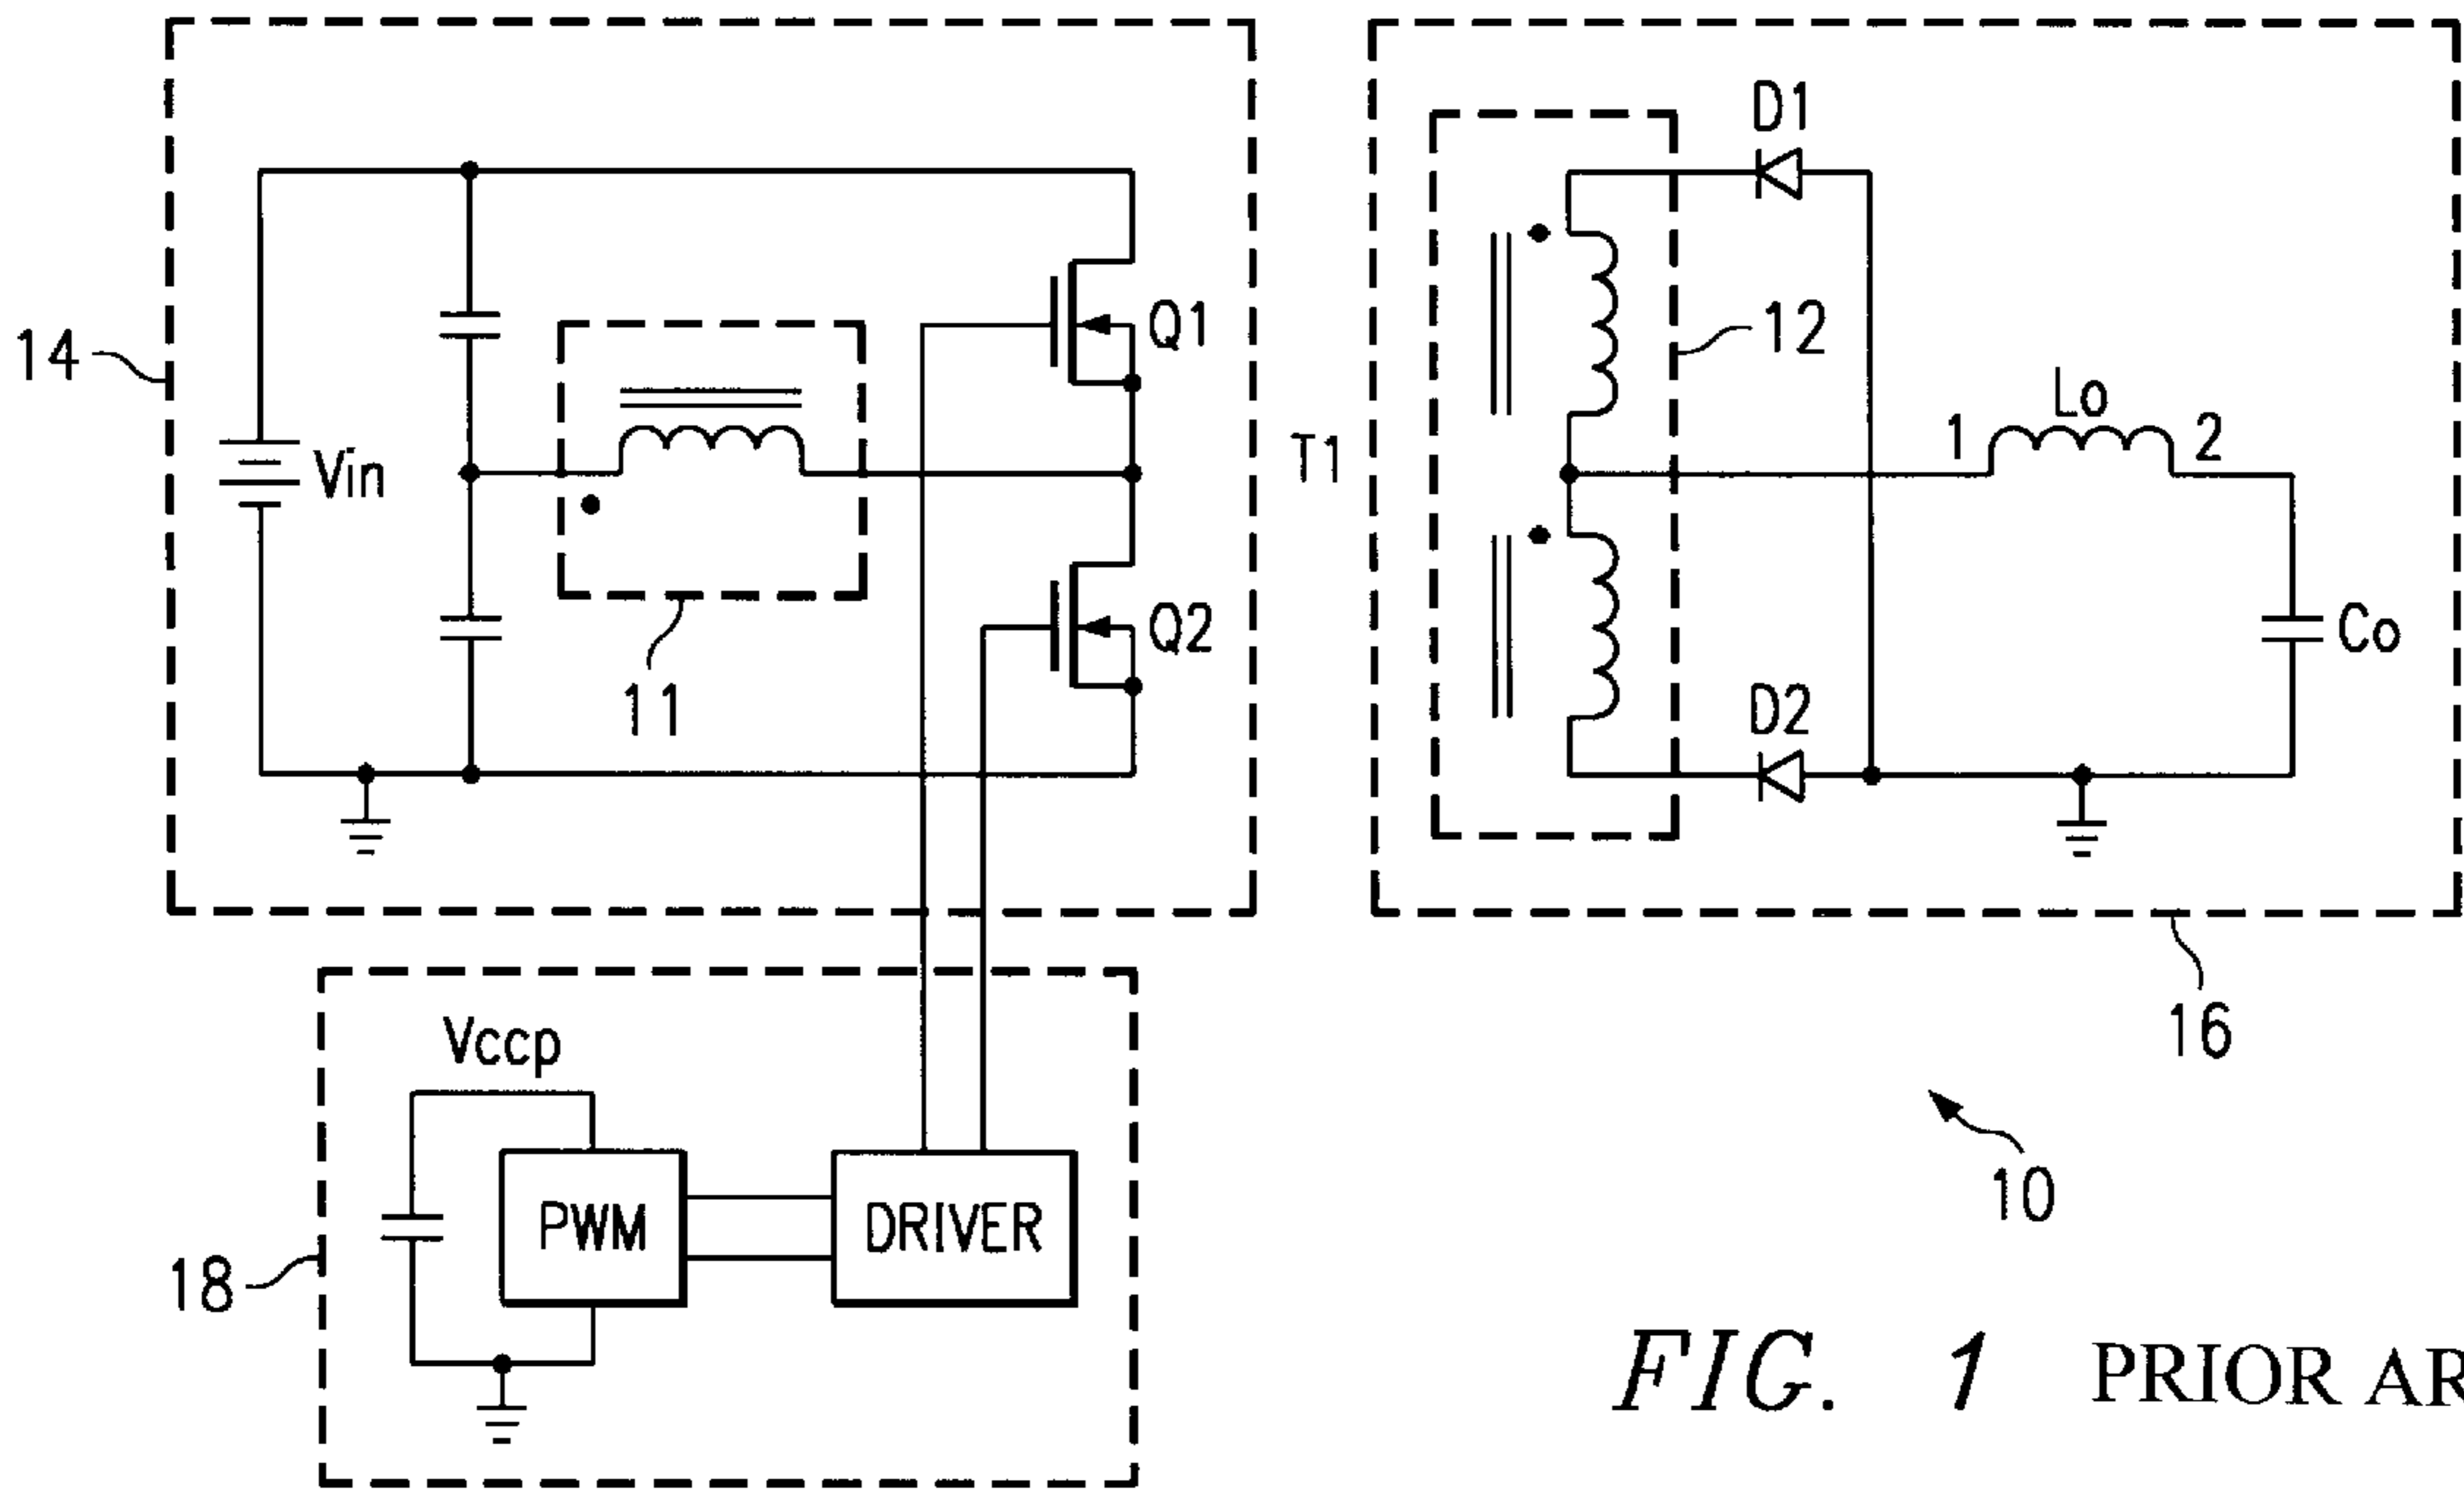 D1
14
Vin
Q1
T1
12
Lo
1
2
11
Q2
Co
D2
16
Vccp
10
PWM
DRIVER
18
FIG. 1 PRIOR AR